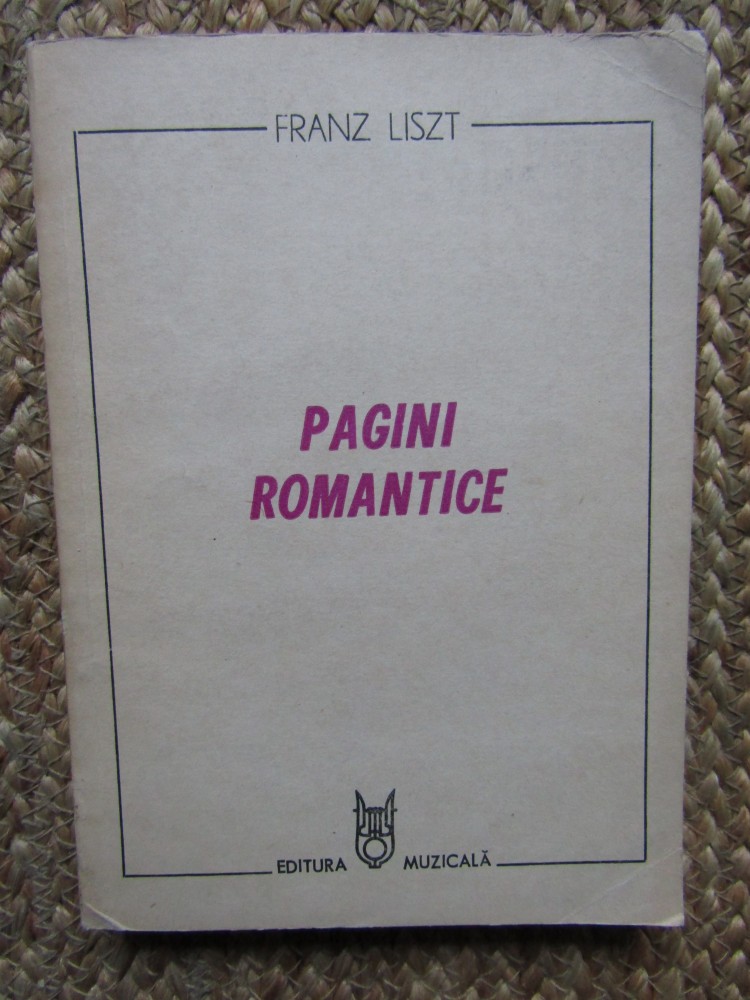 FRANZ LISZT
PAGINI
ROMANTICE
EDITURA MUZICALĂ